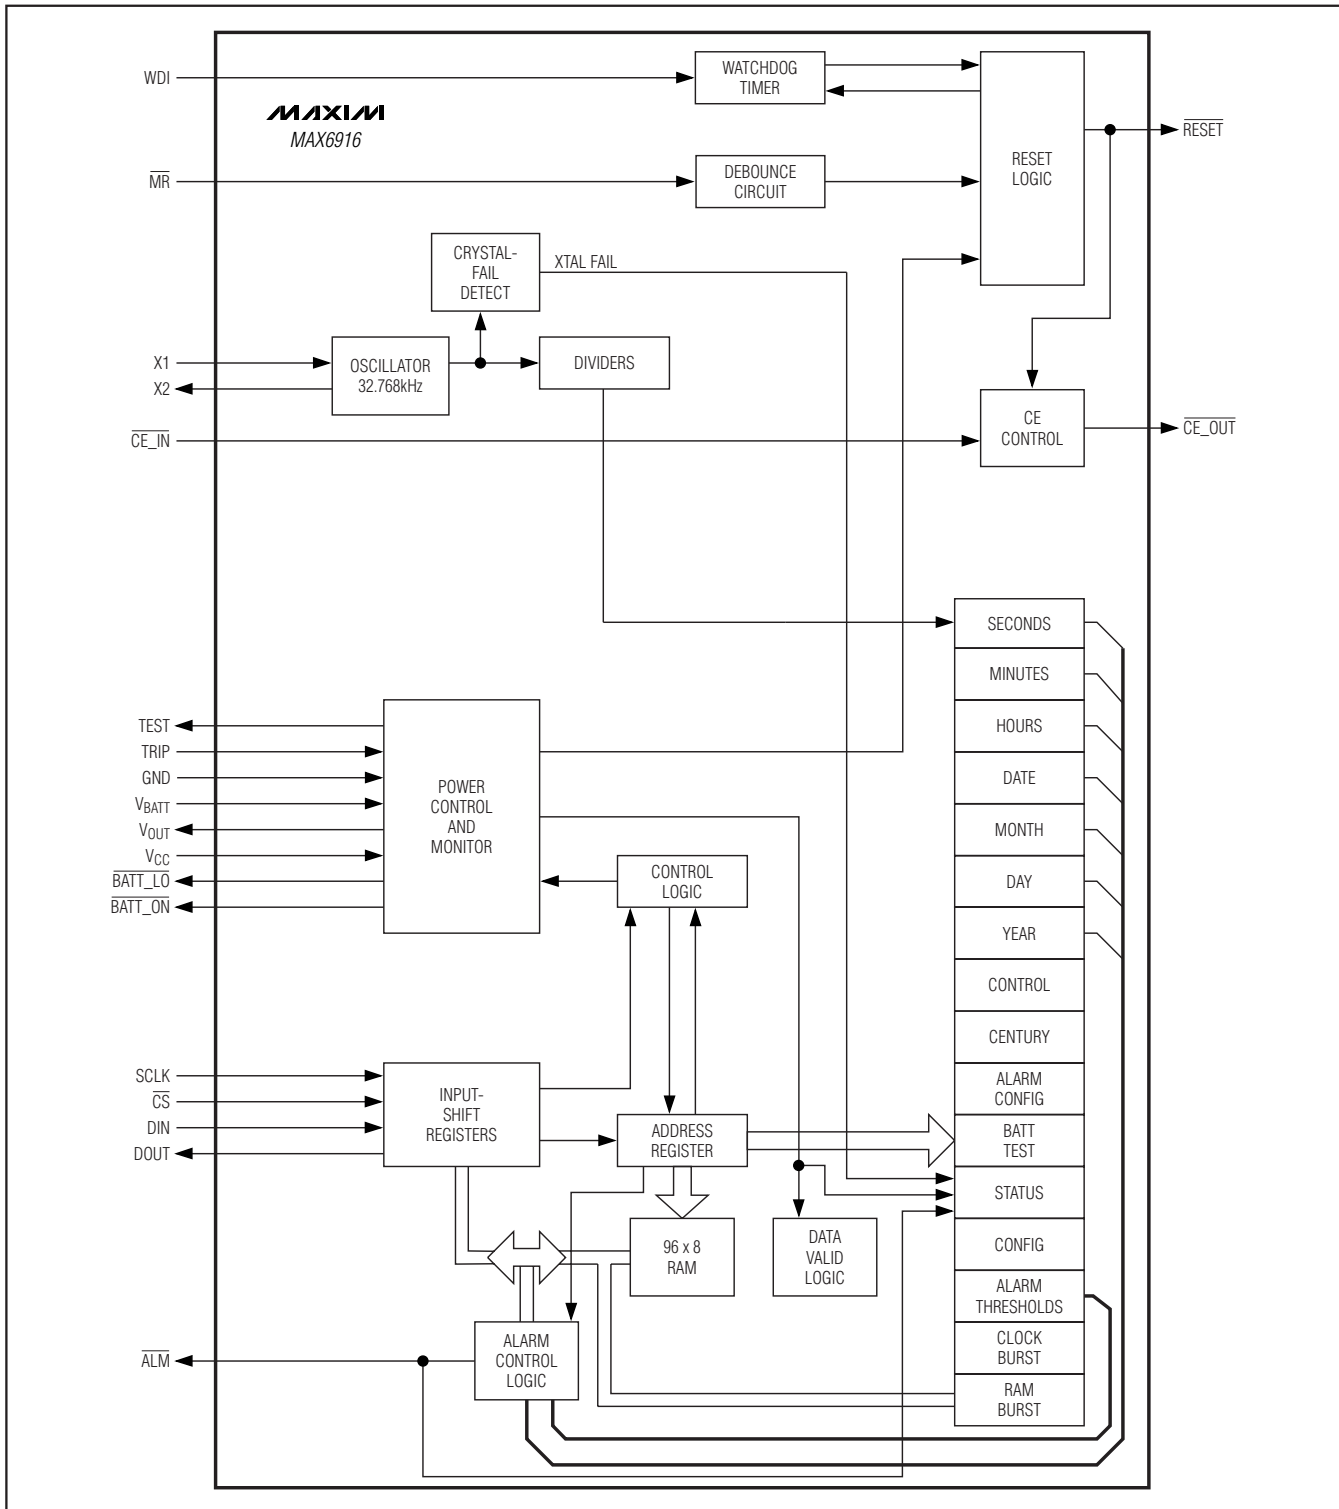 WDI
WATCHDOG
TIMER
MAXIM
MAX6916
RESET
LOGIC
RESET
MR
DEBOUNCE
CIRCUIT
CRYSTAL-
FAIL
DETECT
XTAL FAIL
X1
X2
OSCILLATOR
32.768kHz
DIVIDERS
CE_IN
CE
CONTROL
CE_OUT
SECONDS
MINUTES
HOURS
DATE
MONTH
DAY
YEAR
CONTROL
CENTURY
ALARM
CONFIG
BATT
TEST
STATUS
CONFIG
ALARM
THRESHOLDS
CLOCK
BURST
RAM
BURST
TEST
TRIP
GND
VBATT
VOUT
VCC
BATT_LO
BATT_ON
POWER
CONTROL
AND
MONITOR
CONTROL
LOGIC
SCLK
CS
DIN
DOUT
INPUT-
SHIFT
REGISTERS
ADDRESS
REGISTER
96 x 8
RAM
DATA
VALID
LOGIC
ALM
ALARM
CONTROL
LOGIC